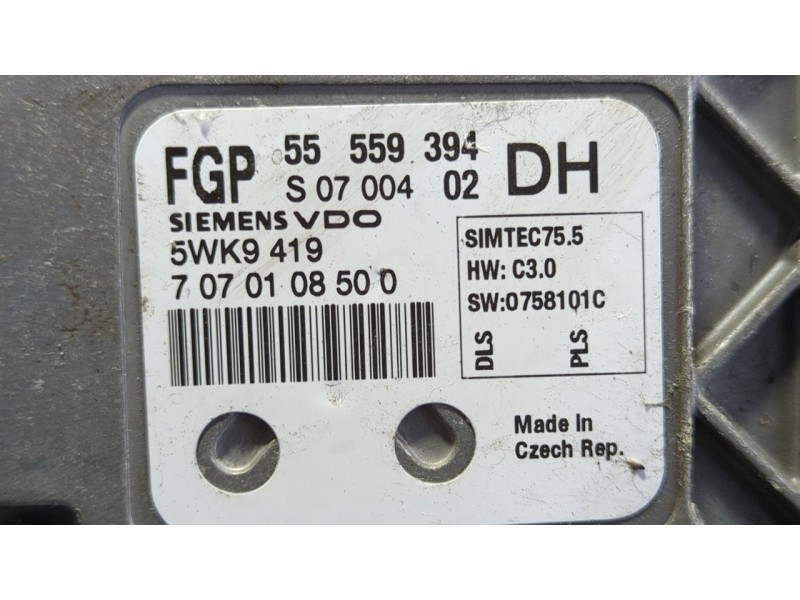 FGP 55 559 394 DH
S 07 004 02
SIEMENS VDO
5WK9 419
7 07 01 08 50 0
SIMTEC75.5
HW: C3.0
SW:0758101C
DLS PLS
Made In
Czech Rep.